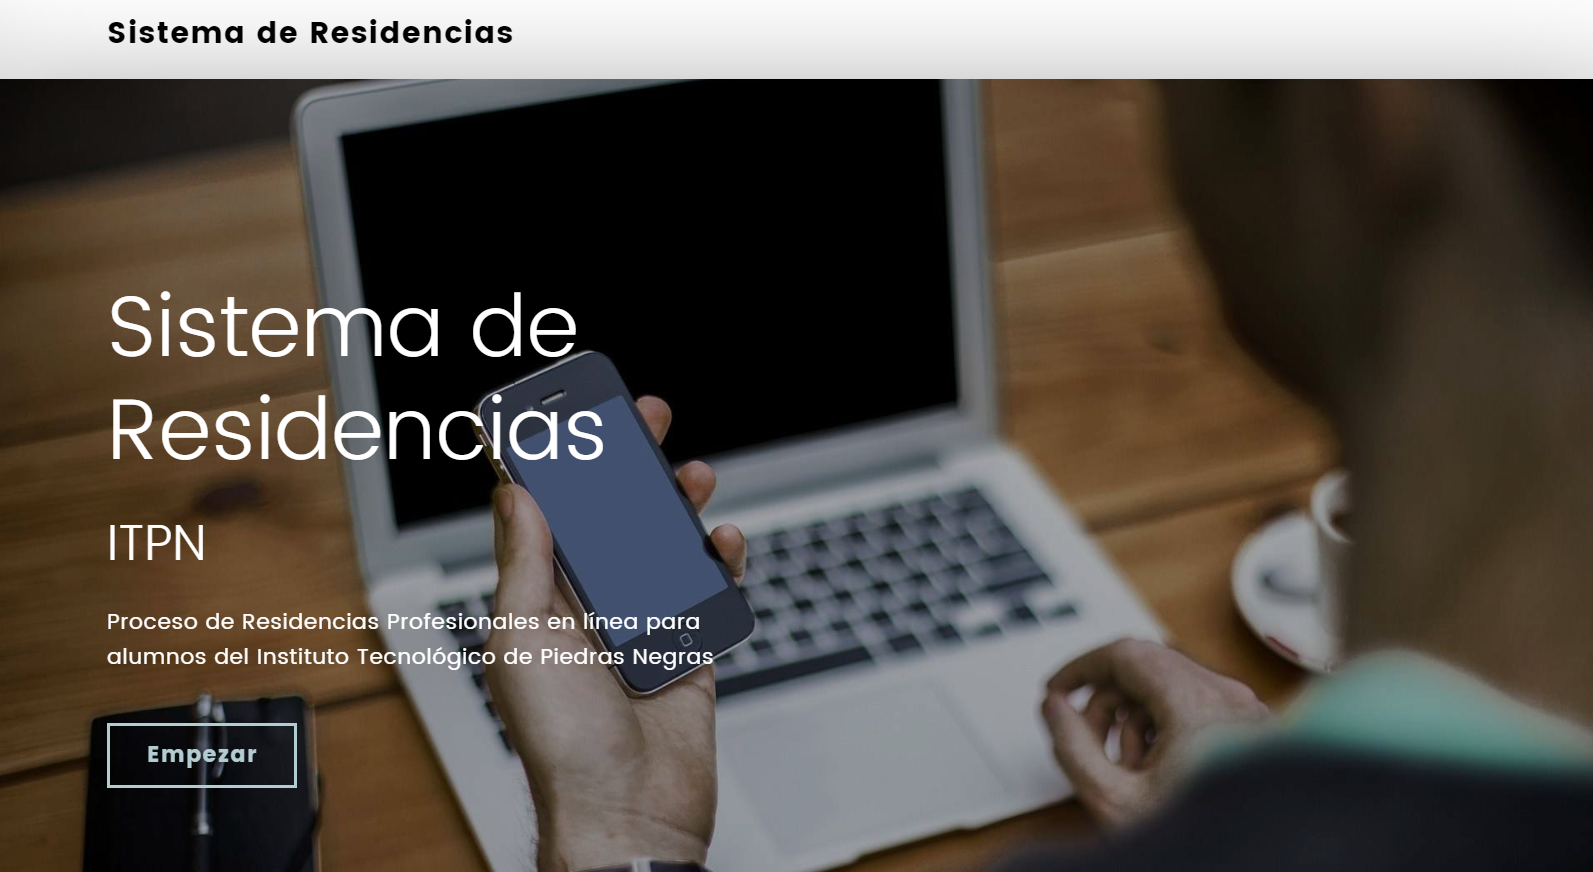 Sistema de Residencias
Sistema de
Residencias
ITPN
Proceso de Residencias Profesionales en línea para
alumnos del Instituto Tecnológico de Piedras Negras
Empezar